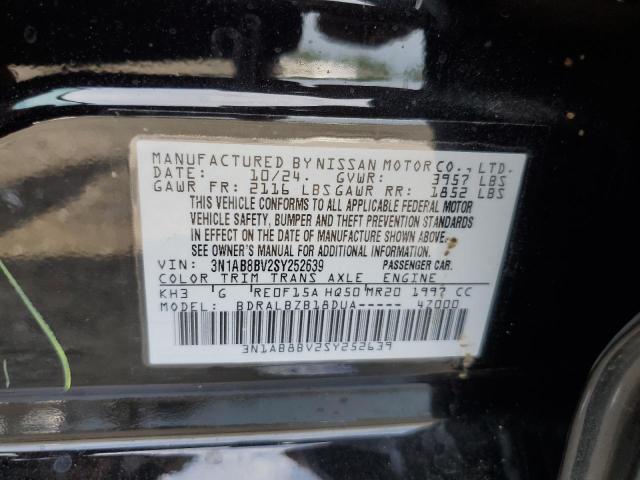 MANUFACTURED BY NISSAN MOTOR CO., LTD.
DATE: 10/24 GVWR: 3957 LBS
GAWR FR: 2116 LBS GAWR RR: 1852 LBS
THIS VEHICLE CONFORMS TO ALL APPLICABLE FEDERAL MOTOR
VEHICLE SAFETY, BUMPER AND THEFT PREVENTION STANDARDS
IN EFFECT ON THE DATE OF MANUFACTURE SHOWN ABOVE.
SEE OWNER'S MANUAL FOR ADDITIONAL INFORMATION.
VIN: 3N1AB8BV2SY252639 PASSENGER CAR.
COLOR TRIM TRANS AXLE ENGINE
KH3 G RE0F15A HQ50 MR20 1997 CC
MODEL: BDRALBZB18DUA----- 47000
3N1AB8BV2SY252639